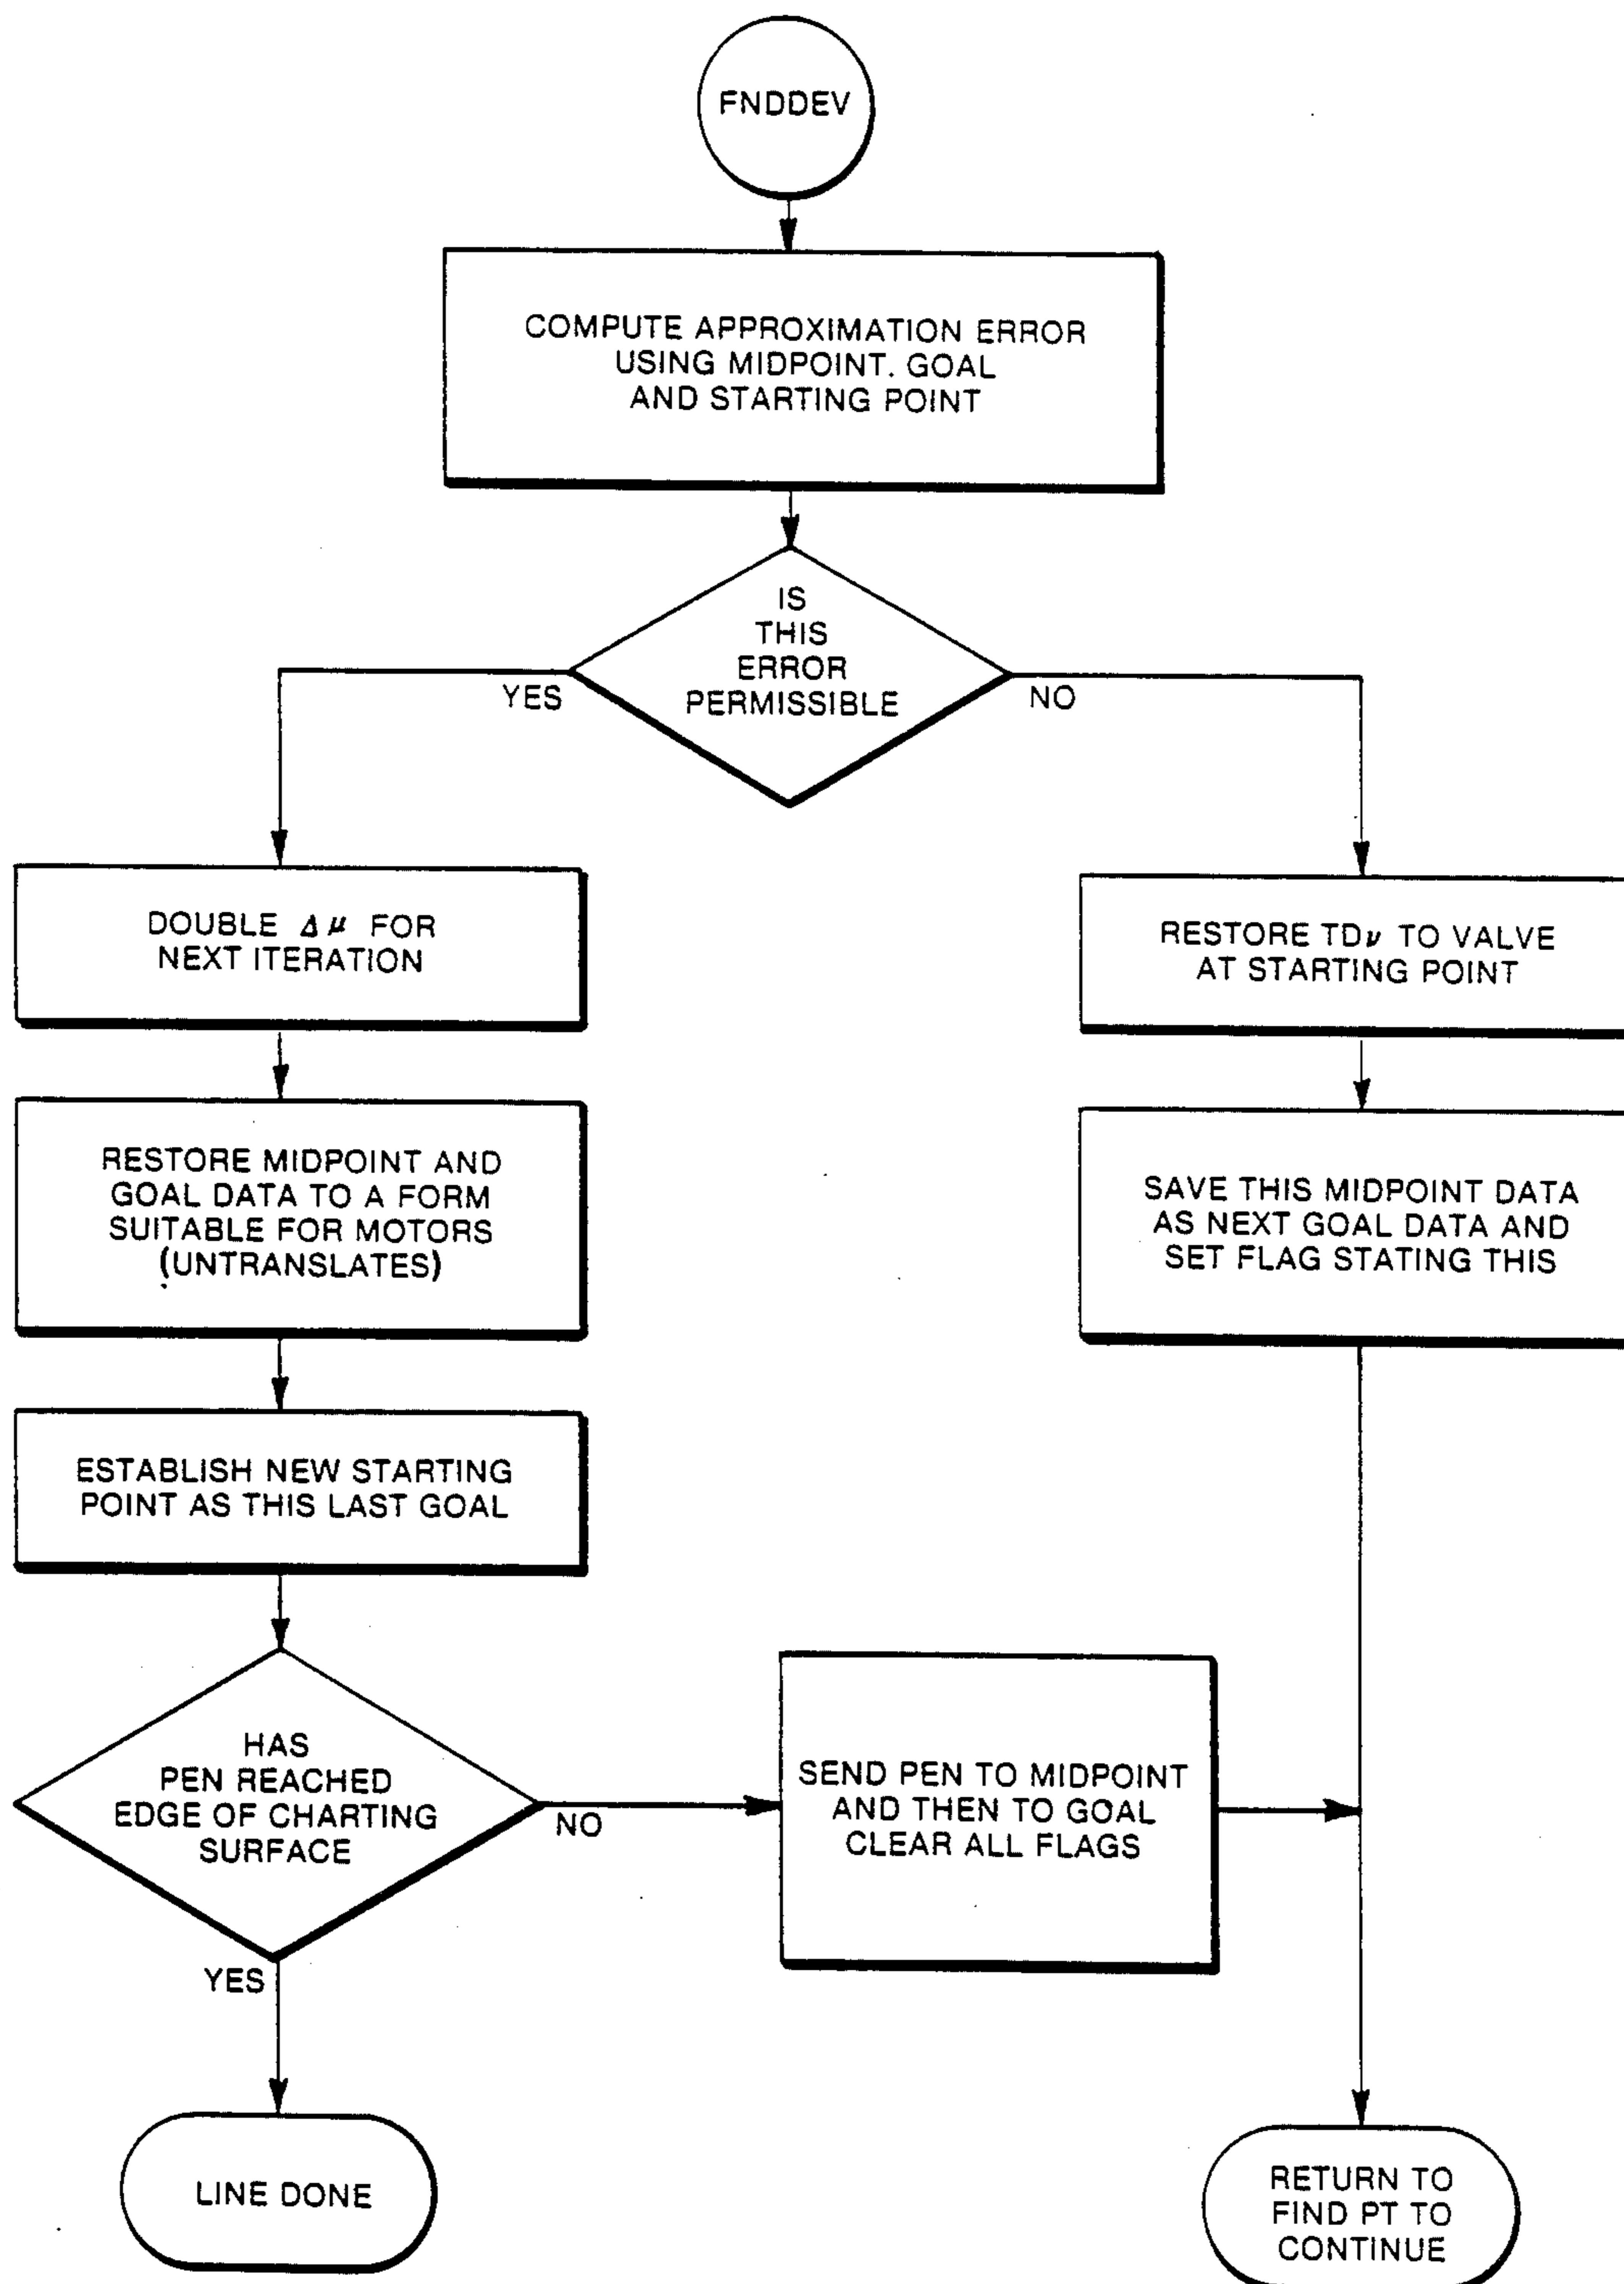 FNDDEV
COMPUTE APPROXIMATION ERROR
USING MIDPOINT. GOAL
AND STARTING POINT
IS
THIS
ERROR
PERMISSIBLE
YES
NO
DOUBLE Δμ FOR
NEXT ITERATION
RESTORE TDν TO VALVE
AT STARTING POINT
RESTORE MIDPOINT AND
GOAL DATA TO A FORM
SUITABLE FOR MOTORS
(UNTRANSLATES)
SAVE THIS MIDPOINT DATA
AS NEXT GOAL DATA AND
SET FLAG STATING THIS
ESTABLISH NEW STARTING
POINT AS THIS LAST GOAL
HAS
PEN REACHED
EDGE OF CHARTING
SURFACE
NO
YES
SEND PEN TO MIDPOINT
AND THEN TO GOAL
CLEAR ALL FLAGS
LINE DONE
RETURN TO
FIND PT TO
CONTINUE